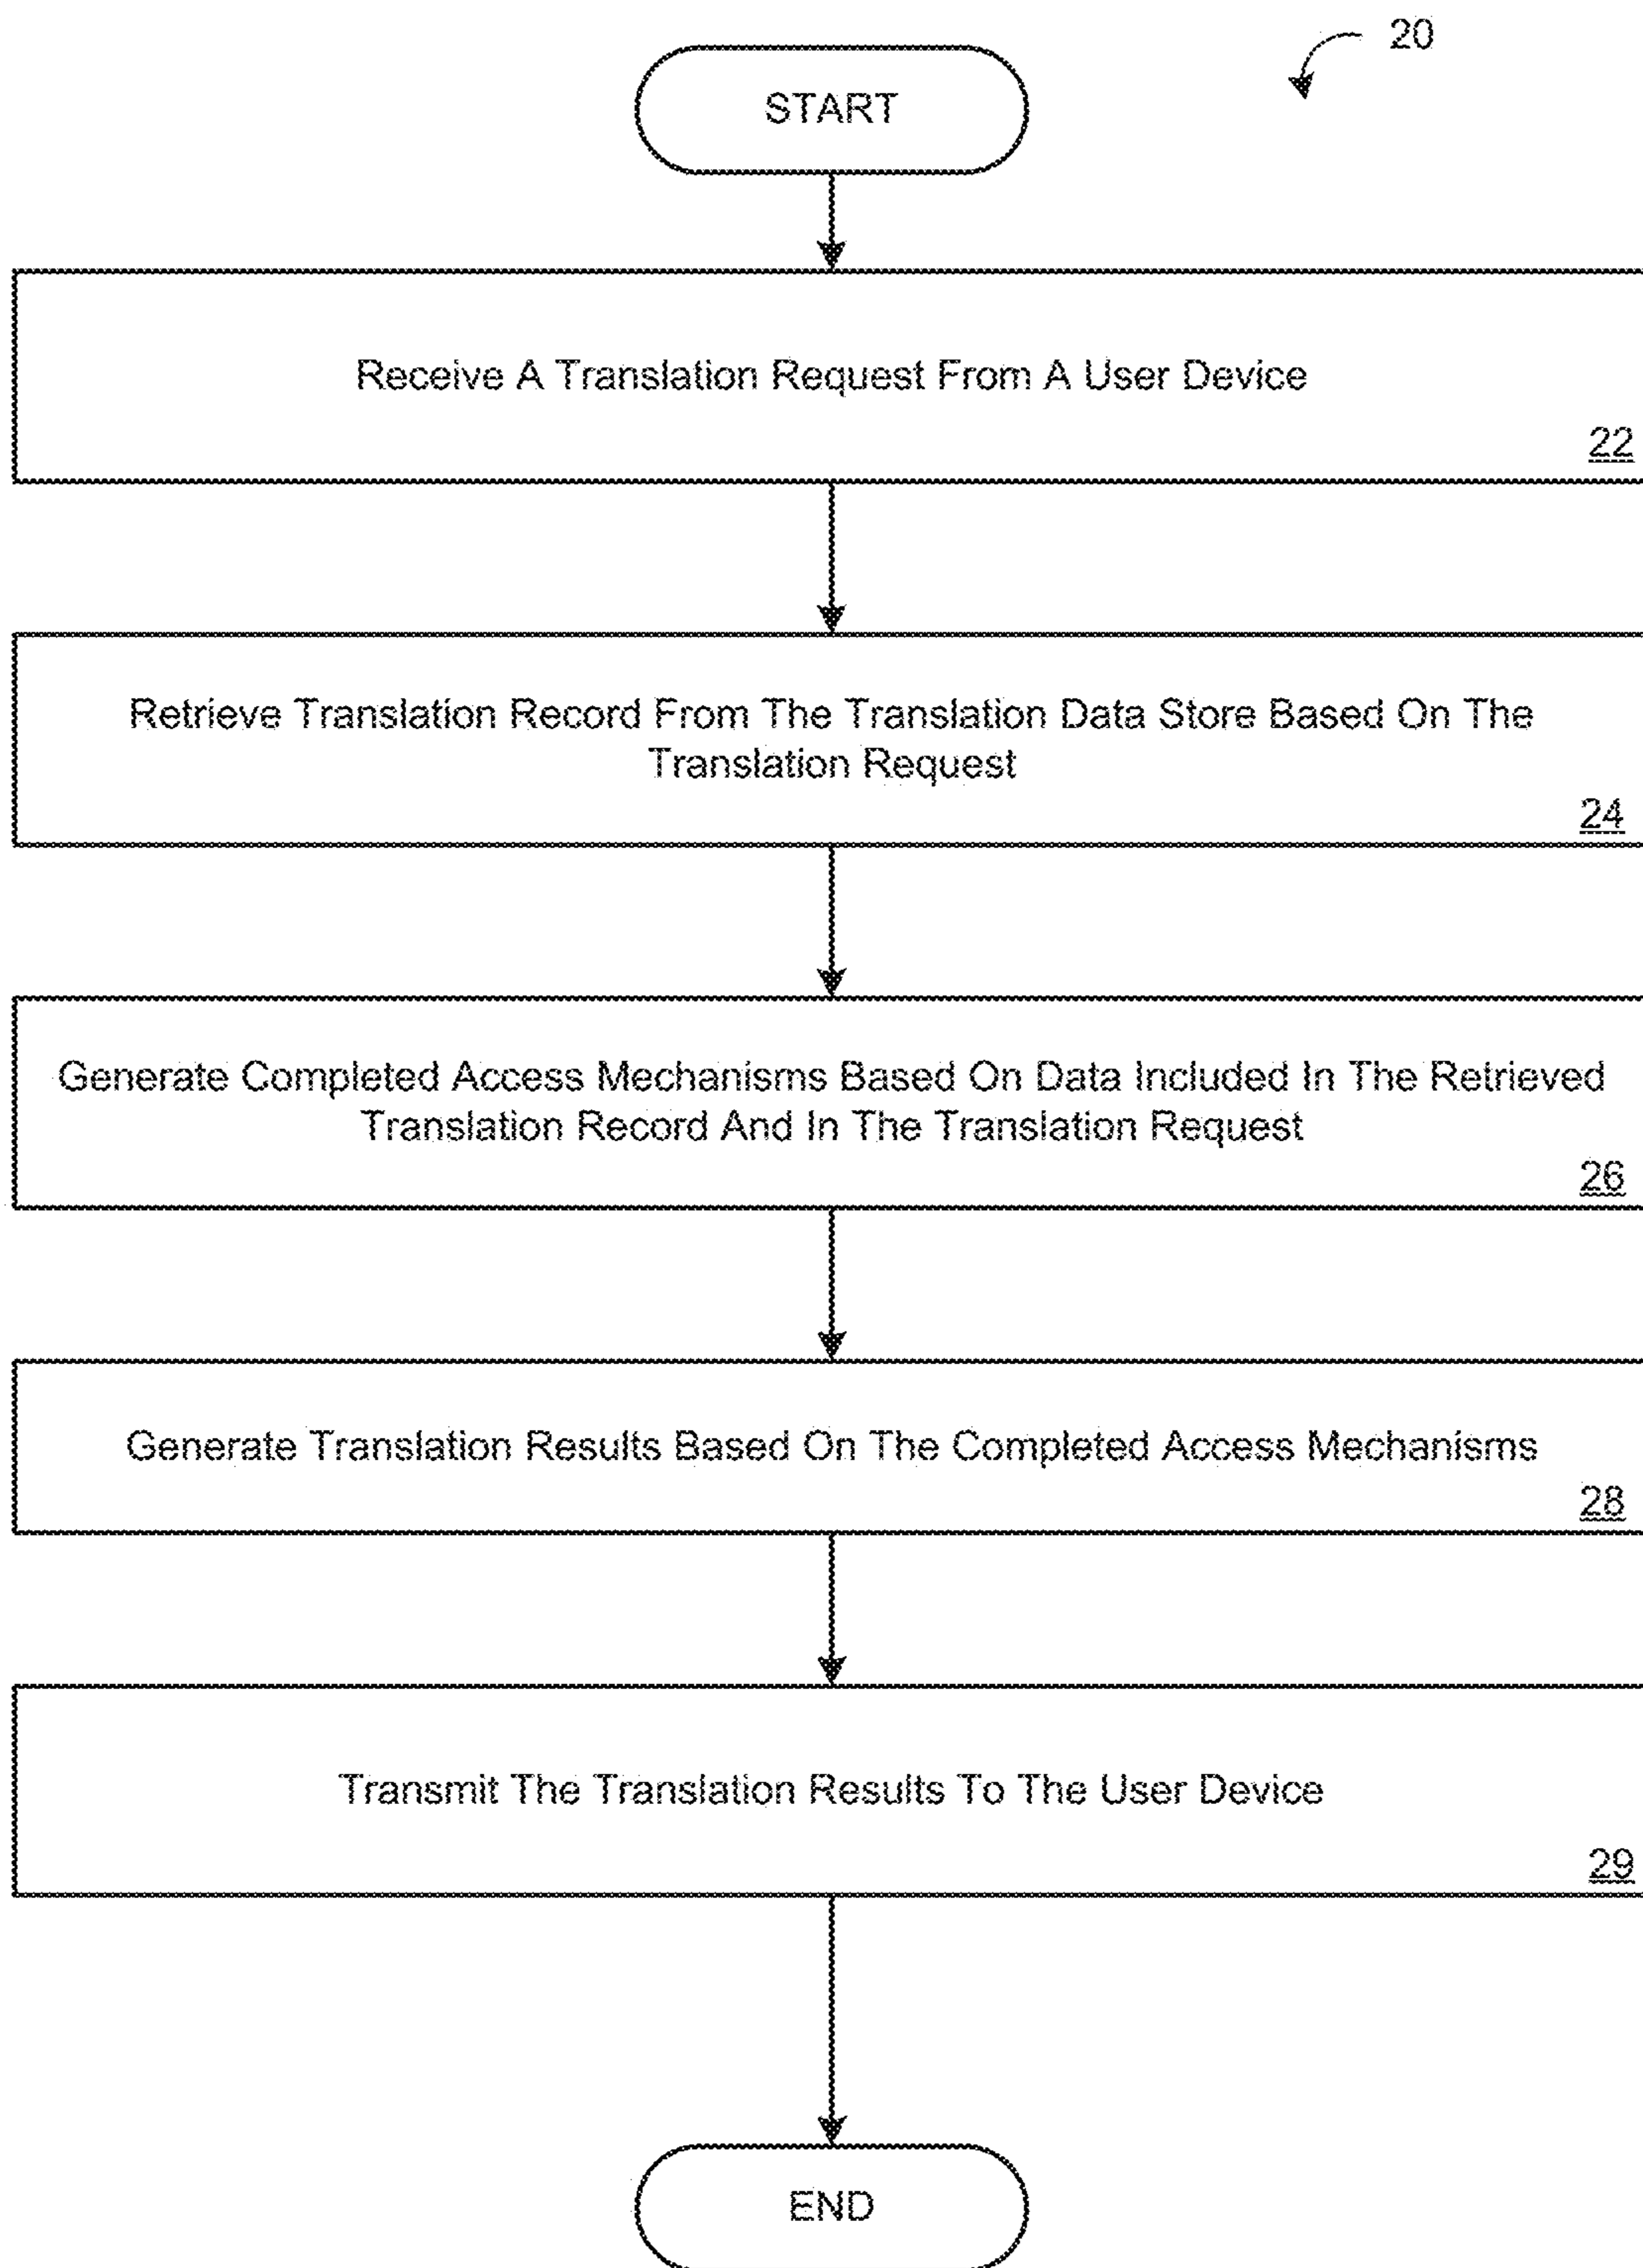 20
START
Receive A Translation Request From A User Device
22
Retrieve Translation Record From The Translation Data Store Based On The
Translation Request
24
Generate Completed Access Mechanisms Based On Data Included In The Retrieved
Translation Record And In The Translation Request
26
Generate Translation Results Based On The Completed Access Mechanisms
28
Transmit The Translation Results To The User Device
29
END